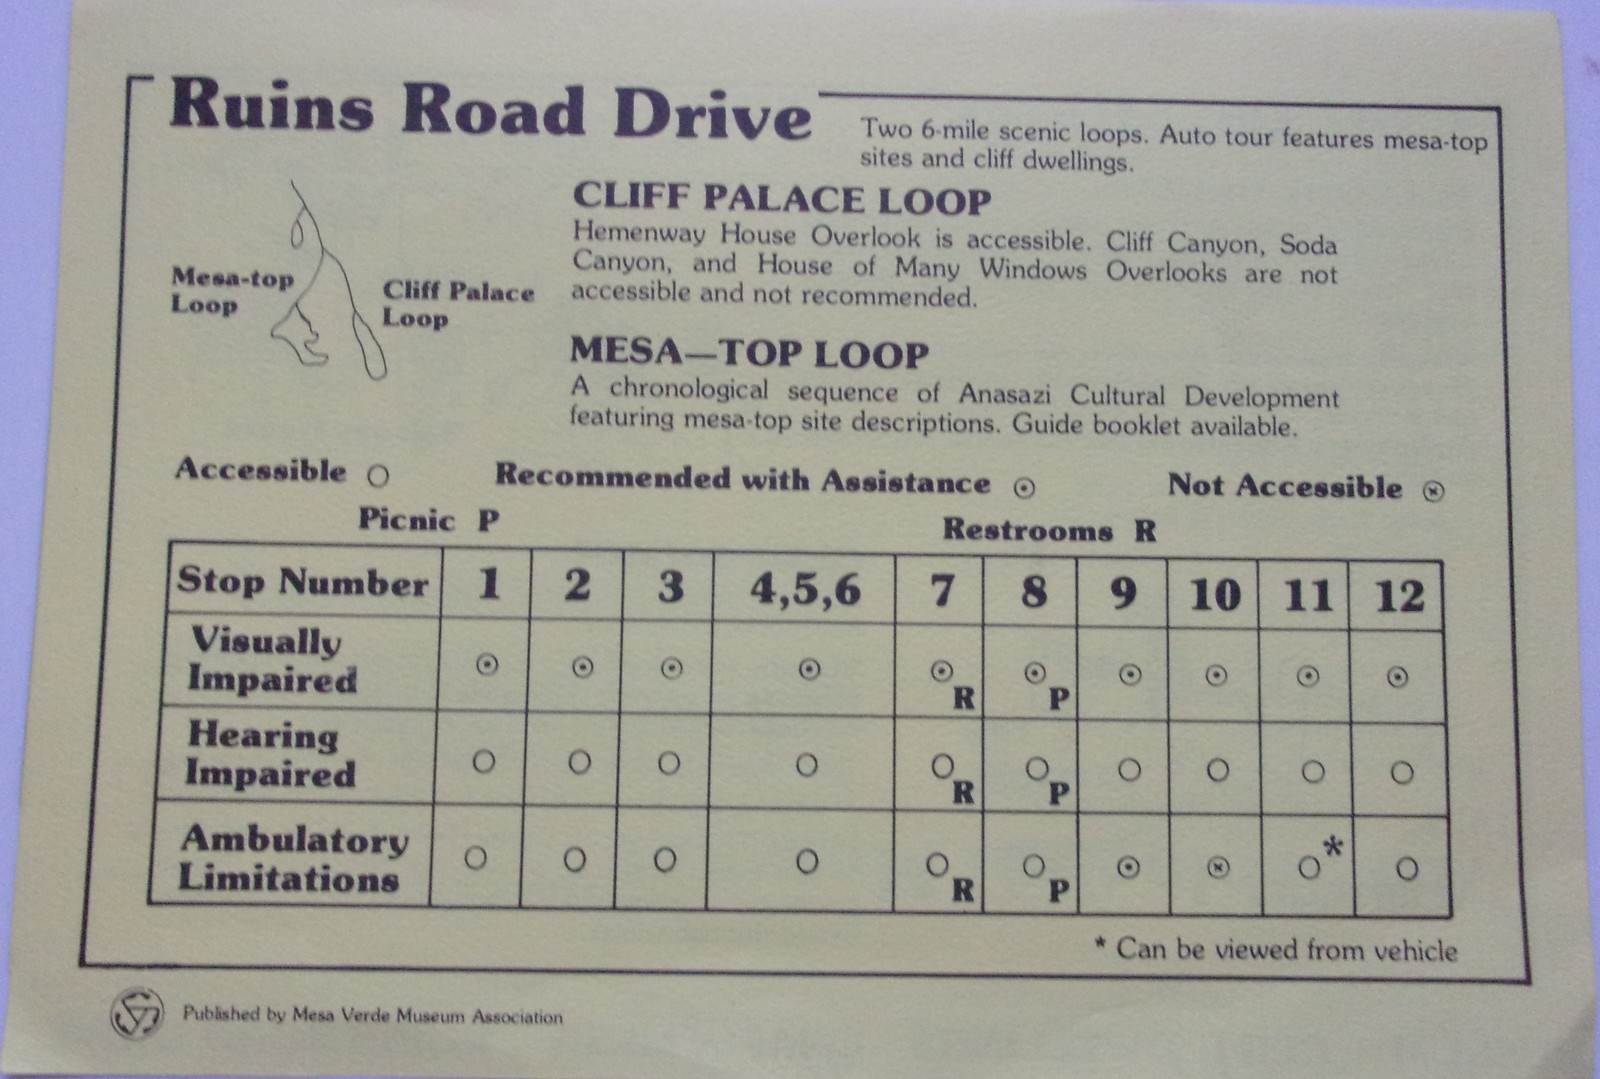 Ruins Road Drive
Two 6-mile scenic loops. Auto tour features mesa-top
sites and cliff dwellings.
CLIFF PALACE LOOP
Hemenway House Overlook is accessible. Cliff Canyon, Soda
Canyon, and House of Many Windows Overlooks are not
accessible and not recommended.
Mesa-top
Loop
Cliff Palace
Loop
MESA—TOP LOOP
A chronological sequence of Anasazi Cultural Development
featuring mesa-top site descriptions. Guide booklet available.
Accessible ○ Recommended with Assistance ⊙ Not Accessible ⊗
Picnic P Restrooms R
Stop Number 1 2 3 4,5,6 7 8 9 10 11 12
Visually
Impaired ⊙ ⊙ ⊙ ⊙ ⊙ R ⊙ P ⊙ ⊙ ⊙ ⊙
Hearing
Impaired ○ ○ ○ ○ ○ R ○ P ○ ○ ○ ○
Ambulatory
Limitations ○ ○ ○ ○ ○ R ○ P ⊙ ⊗ ○* ○
* Can be viewed from vehicle
Published by Mesa Verde Museum Association